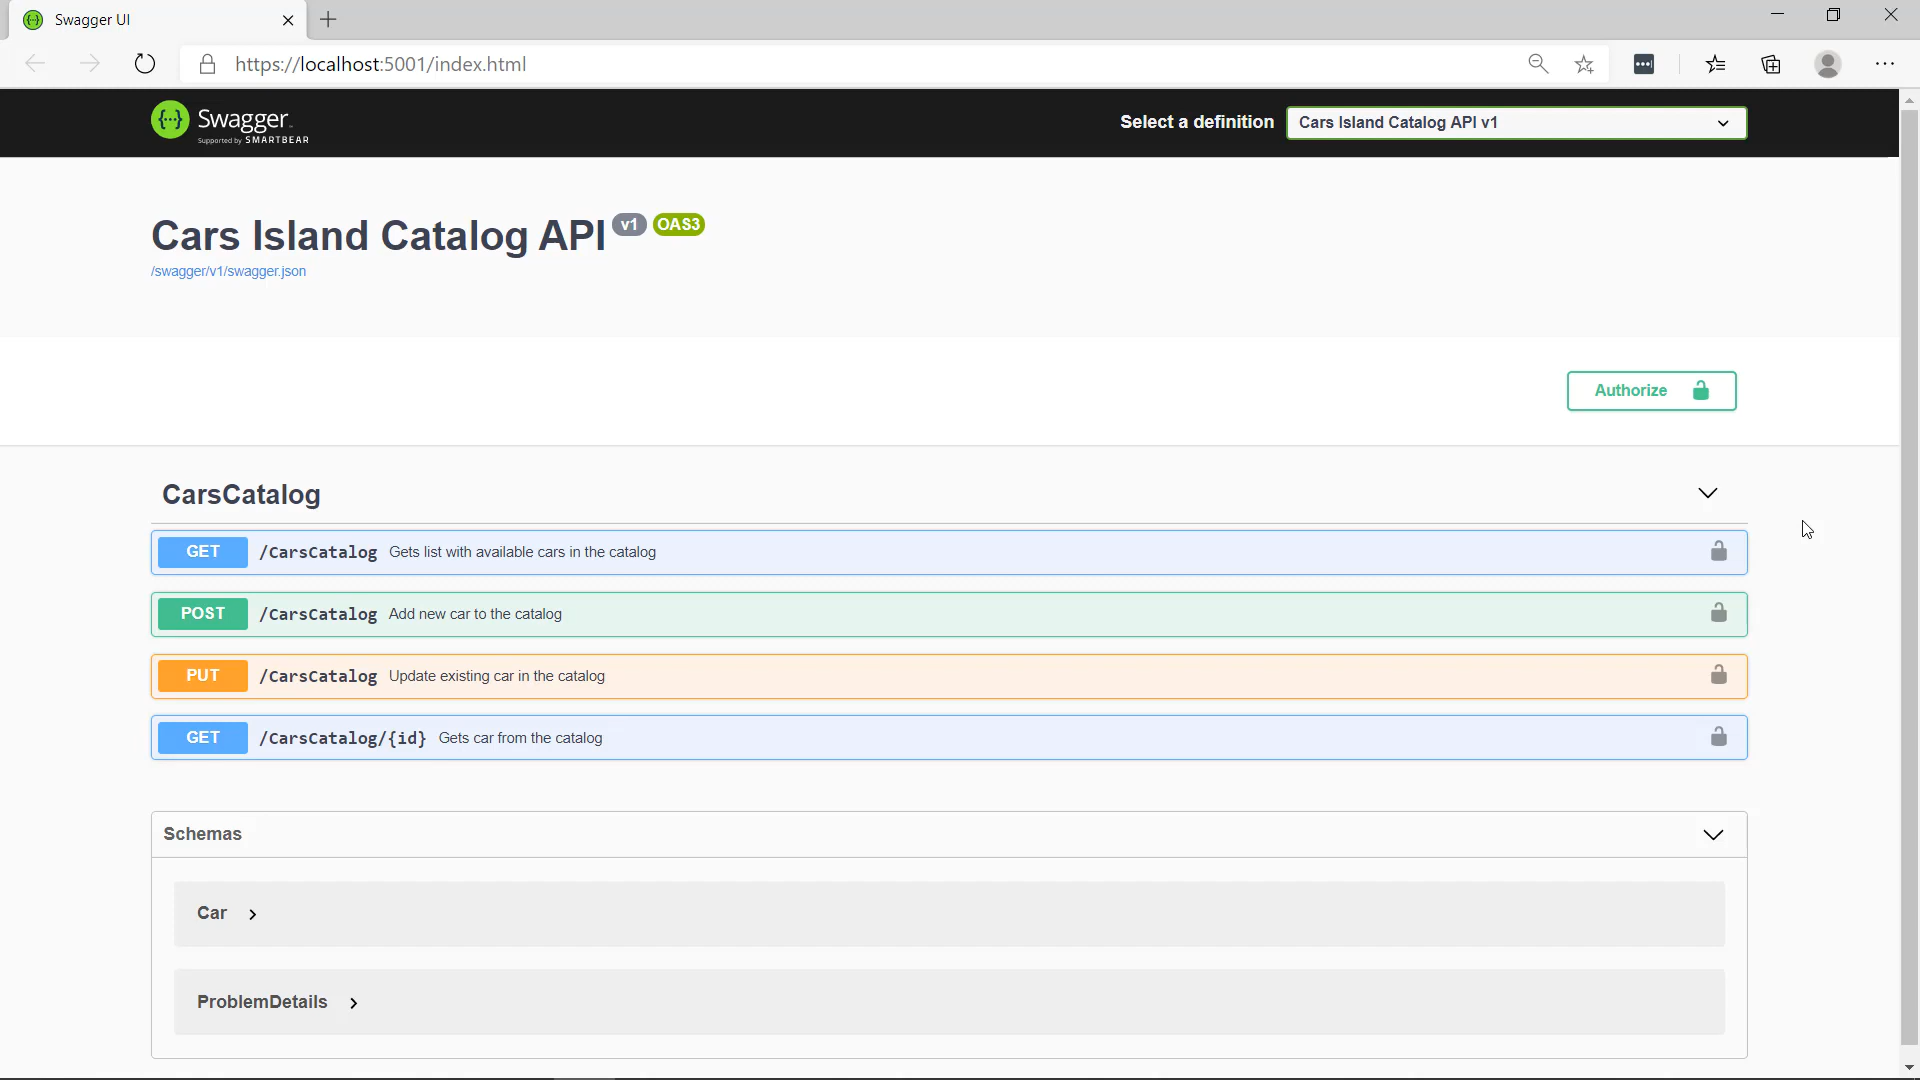 Swagger UI
https://localhost:5001/index.html
Swagger
Supported by SMARTBEAR
Select a definition
Cars Island Catalog API v1
Cars Island Catalog API v1 OAS3
/swagger/v1/swagger.json
Authorize
CarsCatalog
GET /CarsCatalog Gets list with available cars in the catalog
POST /CarsCatalog Add new car to the catalog
PUT /CarsCatalog Update existing car in the catalog
GET /CarsCatalog/{id} Gets car from the catalog
Schemas
Car
ProblemDetails